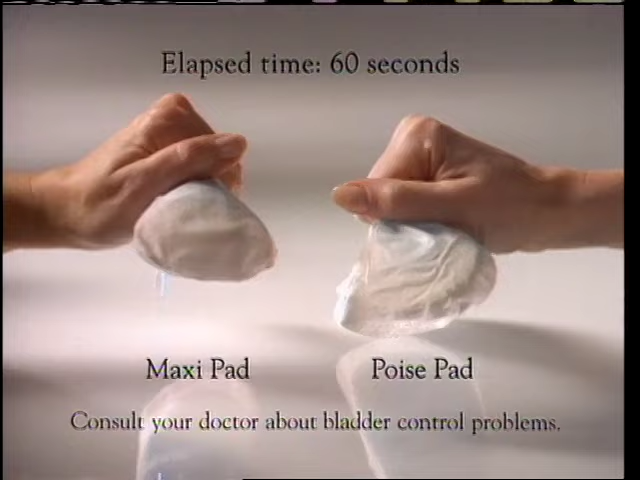 Elapsed time: 60 seconds
Maxi Pad
Poise Pad
Consult your doctor about bladder control problems.